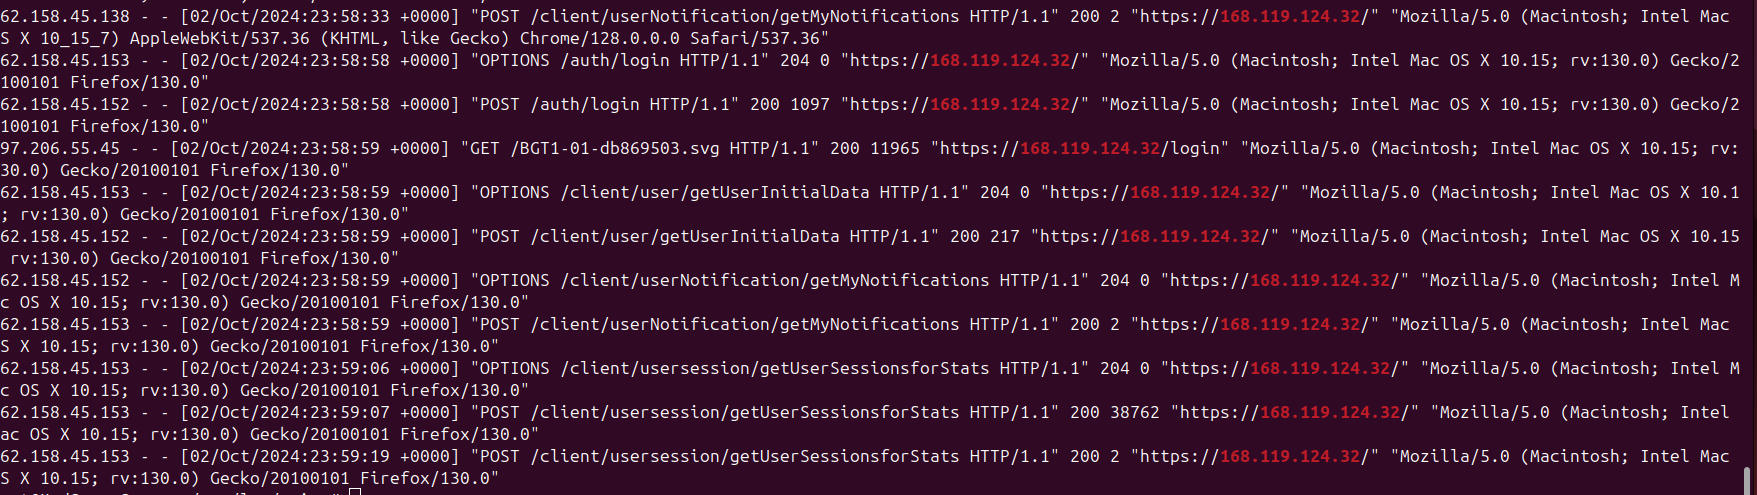 62.158.45.138 - - [02/Oct/2024:23:58:33 +0000] "POST /client/userNotification/getMyNotifications HTTP/1.1" 200 2 "https://168.119.124.32/" "Mozilla/5.0 (Macintosh; Intel Mac
S X 10_15_7) AppleWebKit/537.36 (KHTML, like Gecko) Chrome/128.0.0.0 Safari/537.36"
62.158.45.153 - - [02/Oct/2024:23:58:58 +0000] "OPTIONS /auth/login HTTP/1.1" 204 0 "https://168.119.124.32/" "Mozilla/5.0 (Macintosh; Intel Mac OS X 10.15; rv:130.0) Gecko/2
100101 Firefox/130.0"
62.158.45.152 - - [02/Oct/2024:23:58:58 +0000] "POST /auth/login HTTP/1.1" 200 1097 "https://168.119.124.32/" "Mozilla/5.0 (Macintosh; Intel Mac OS X 10.15; rv:130.0) Gecko/2
100101 Firefox/130.0"
97.206.55.45 - - [02/Oct/2024:23:58:59 +0000] "GET /BGT1-01-db869503.svg HTTP/1.1" 200 11965 "https://168.119.124.32/login" "Mozilla/5.0 (Macintosh; Intel Mac OS X 10.15; rv:
30.0) Gecko/20100101 Firefox/130.0"
62.158.45.153 - - [02/Oct/2024:23:58:59 +0000] "OPTIONS /client/user/getUserInitialData HTTP/1.1" 204 0 "https://168.119.124.32/" "Mozilla/5.0 (Macintosh; Intel Mac OS X 10.1
; rv:130.0) Gecko/20100101 Firefox/130.0"
62.158.45.152 - - [02/Oct/2024:23:58:59 +0000] "POST /client/user/getUserInitialData HTTP/1.1" 200 217 "https://168.119.124.32/" "Mozilla/5.0 (Macintosh; Intel Mac OS X 10.15
 rv:130.0) Gecko/20100101 Firefox/130.0"
62.158.45.152 - - [02/Oct/2024:23:58:59 +0000] "OPTIONS /client/userNotification/getMyNotifications HTTP/1.1" 204 0 "https://168.119.124.32/" "Mozilla/5.0 (Macintosh; Intel M
c OS X 10.15; rv:130.0) Gecko/20100101 Firefox/130.0"
62.158.45.153 - - [02/Oct/2024:23:58:59 +0000] "POST /client/userNotification/getMyNotifications HTTP/1.1" 200 2 "https://168.119.124.32/" "Mozilla/5.0 (Macintosh; Intel Mac
S X 10.15; rv:130.0) Gecko/20100101 Firefox/130.0"
62.158.45.153 - - [02/Oct/2024:23:59:06 +0000] "OPTIONS /client/usersession/getUserSessionsforStats HTTP/1.1" 204 0 "https://168.119.124.32/" "Mozilla/5.0 (Macintosh; Intel M
c OS X 10.15; rv:130.0) Gecko/20100101 Firefox/130.0"
62.158.45.153 - - [02/Oct/2024:23:59:07 +0000] "POST /client/usersession/getUserSessionsforStats HTTP/1.1" 200 38762 "https://168.119.124.32/" "Mozilla/5.0 (Macintosh; Intel
ac OS X 10.15; rv:130.0) Gecko/20100101 Firefox/130.0"
62.158.45.153 - - [02/Oct/2024:23:59:19 +0000] "POST /client/usersession/getUserSessionsforStats HTTP/1.1" 200 2 "https://168.119.124.32/" "Mozilla/5.0 (Macintosh; Intel Mac
S X 10.15; rv:130.0) Gecko/20100101 Firefox/130.0"